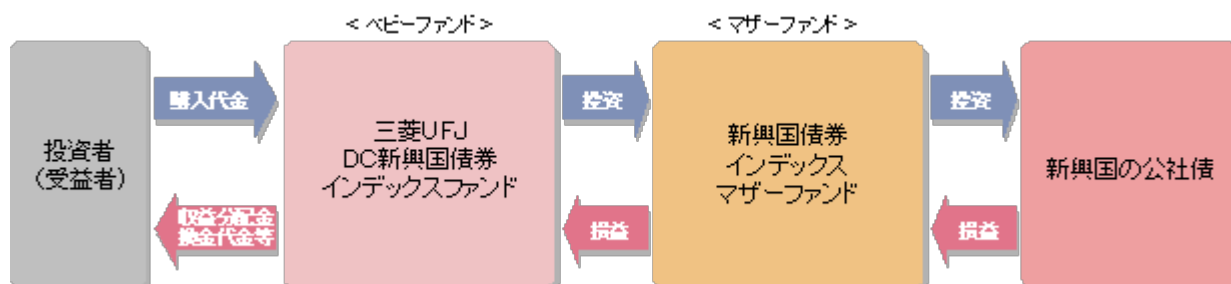 ＜ベビーファンド＞
＜マザーファンド＞
投資者
（受益者）
購入代金
収益分配金
換金代金等
三菱UFJ
DC新興国債券
インデックスファンド
投資
損益
新興国債券
インデックス
マザーファンド
投資
損益
新興国の公社債